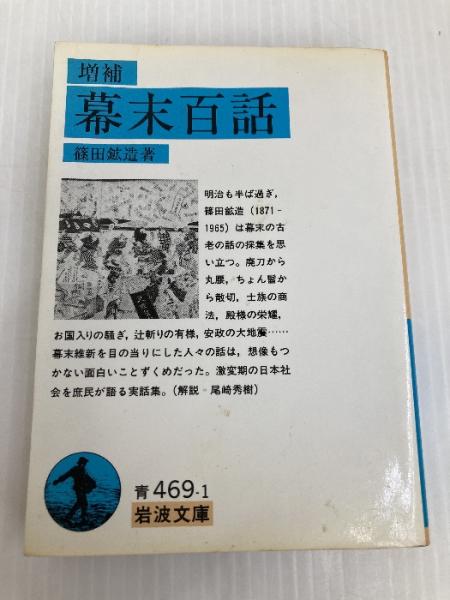 増補
幕末百話
篠田鉱造著
明治も半ば過ぎ，
篠田鉱造（1871-
1965）は幕末の古
老の話の採集を思
い立つ。廃刀から
丸腰，ちょん髷か
ら散切，士族の商
法，殿様の栄耀，
お国入りの騒ぎ，辻斬りの有様，安政の大地震……
幕末維新を目の当りにした人々の話は，想像もつ
かない面白いことずくめだった。激変期の日本社
会を庶民が語る実話集。（解説＝尾崎秀樹）
青 469-1
岩波文庫